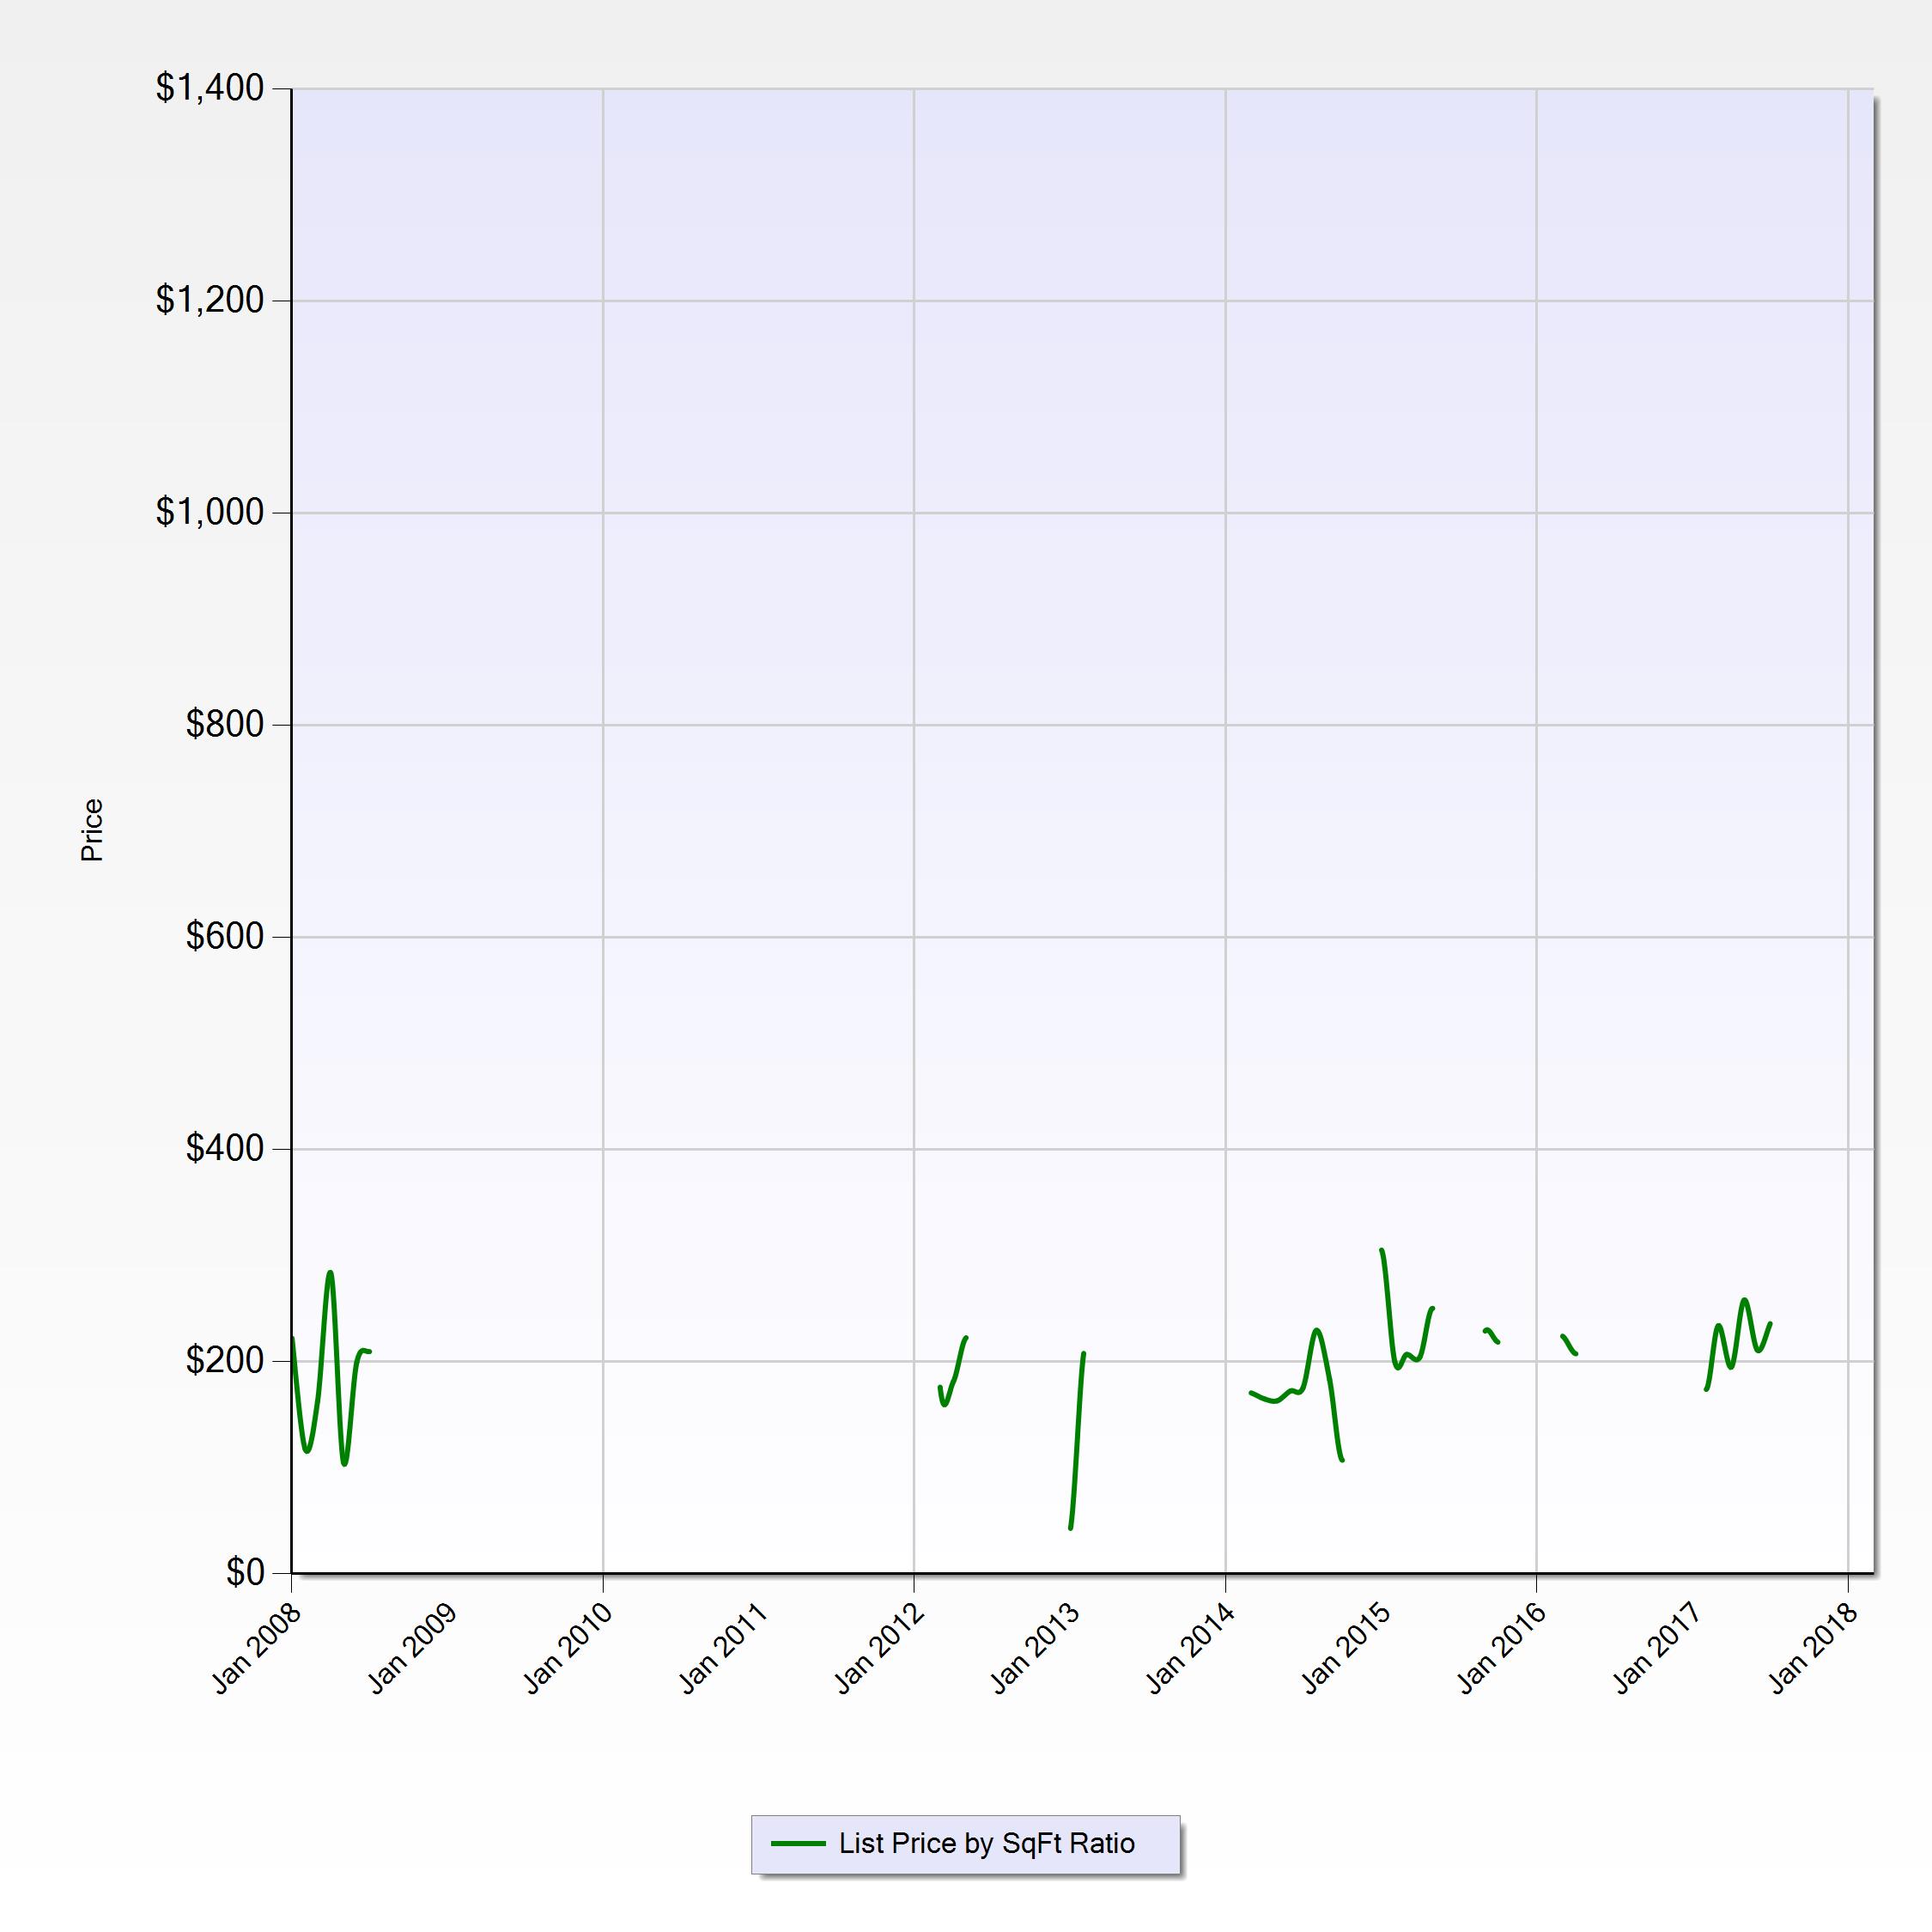 $1,400
$1,200
$1,000
$800
$600
$400
$200
$0
Price
Jan 2008
Jan 2009
Jan 2010
Jan 2011
Jan 2012
Jan 2013
Jan 2014
Jan 2015
Jan 2016
Jan 2017
Jan 2018
List Price by SqFt Ratio